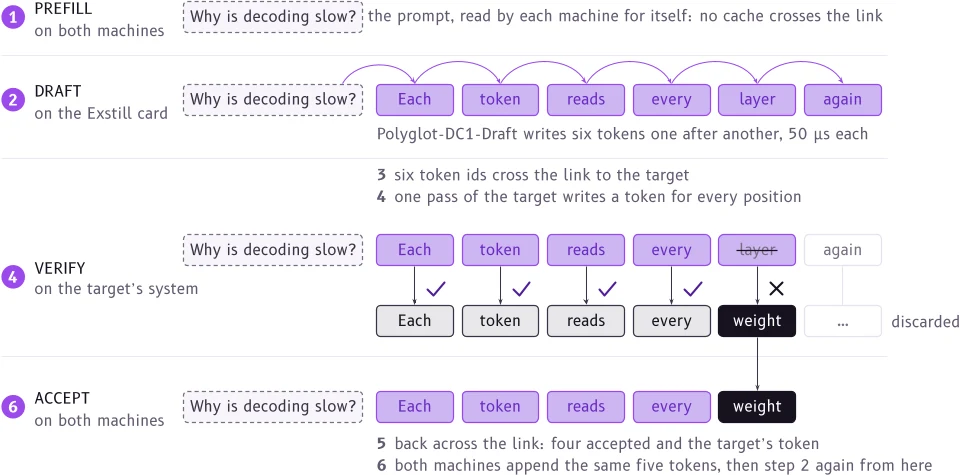 1 PREFILL
on both machines
Why is decoding slow? the prompt, read by each machine for itself: no cache crosses the link
2 DRAFT
on the Exstill card
Why is decoding slow? Each token reads every layer again
Polyglot-DC1-Draft writes six tokens one after another, 50 µs each
3 six token ids cross the link to the target
4 one pass of the target writes a token for every position
4 VERIFY
on the target's system
Why is decoding slow? Each token reads every layer again
Each token reads every weight ... discarded
6 ACCEPT
on both machines
Why is decoding slow? Each token reads every weight
5 back across the link: four accepted and the target's token
6 both machines append the same five tokens, then step 2 again from here